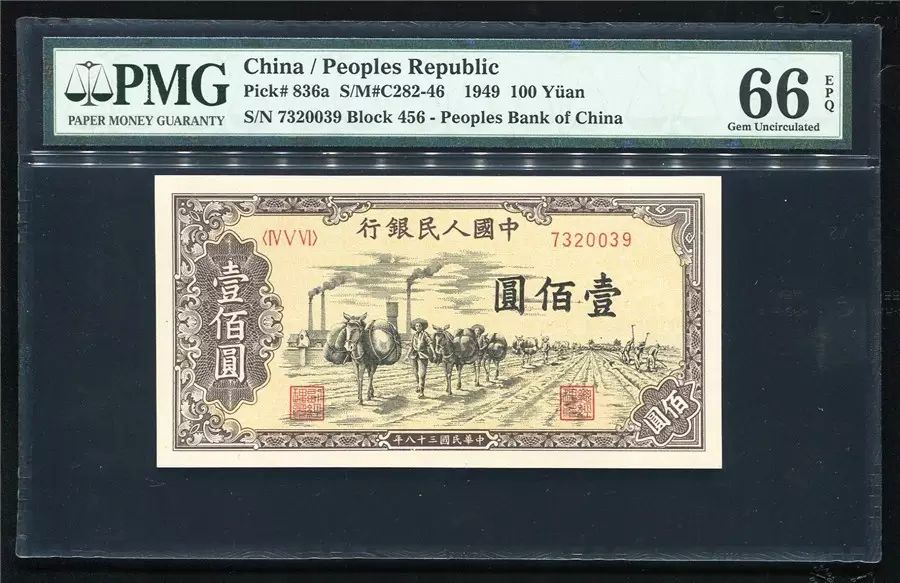 PMG
PAPER MONEY GUARANTY
China / Peoples Republic
Pick# 836a S/M#C282-46 1949 100 Yüan
S/N 7320039 Block 456 - Peoples Bank of China
66
EPQ
Gem Uncirculated
行銀民人國中
〈IV V VI〉
7320039
圓佰壹
壹佰圓
佰圓
年八十三國民華中